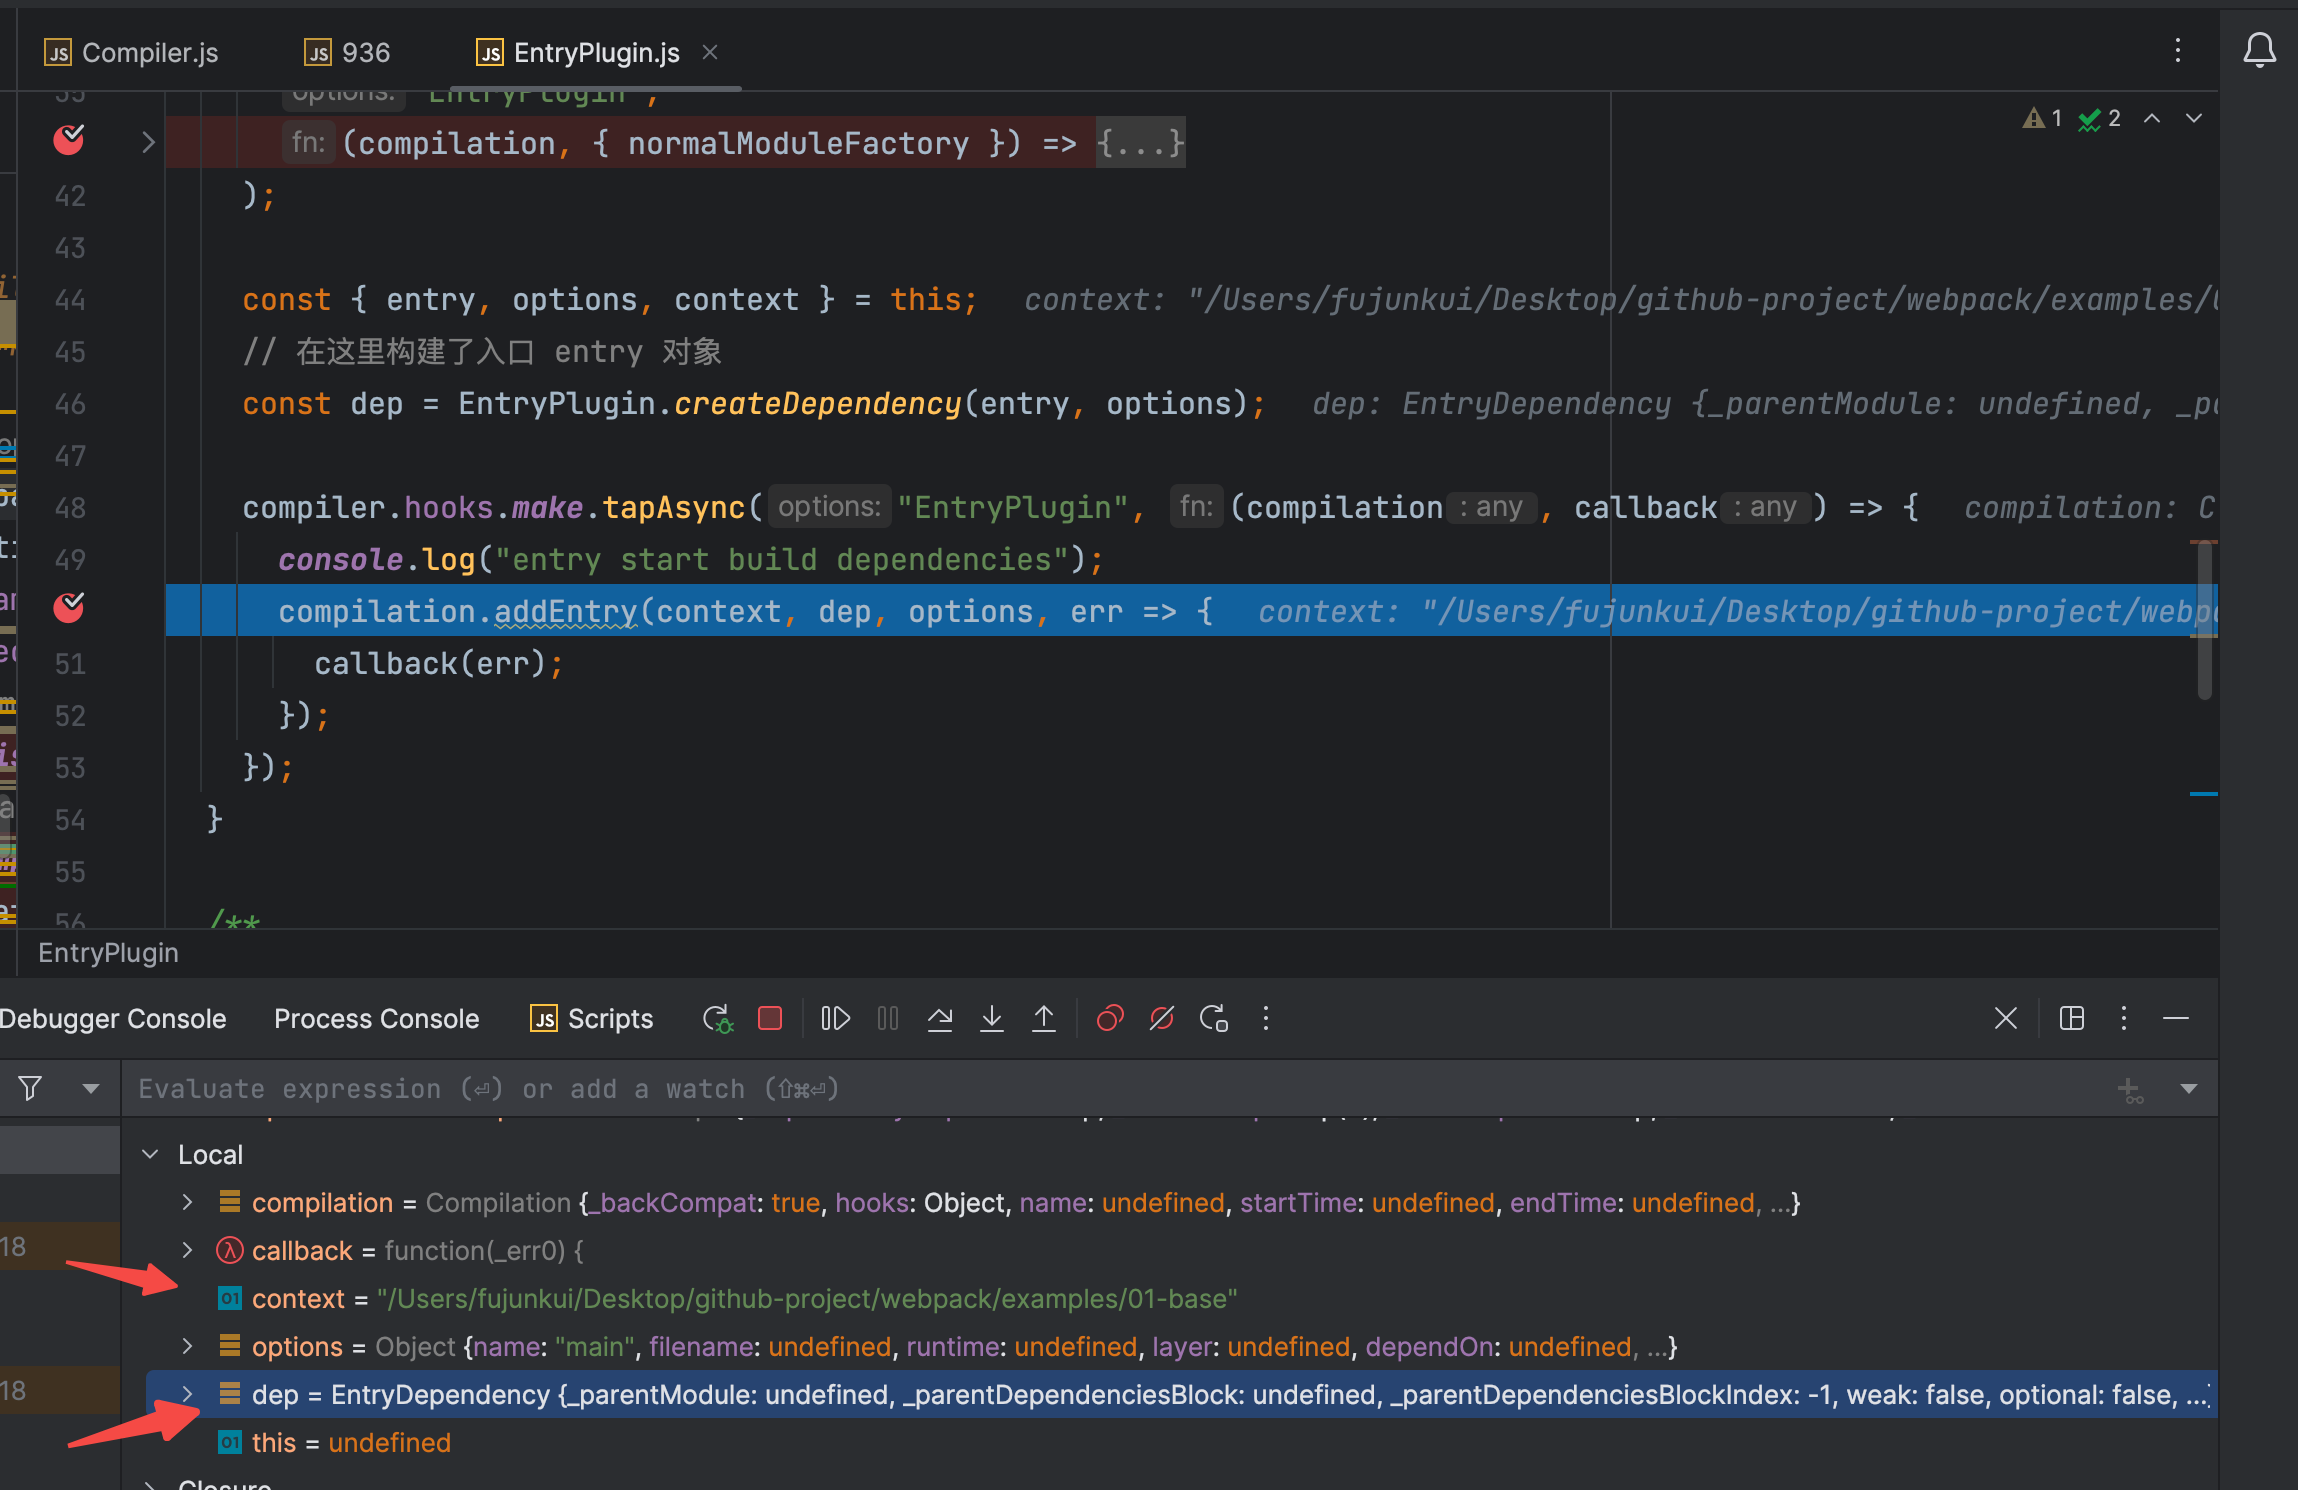 Compiler.js
936
EntryPlugin.js
35 options: "EntryPlugin",
fn: (compilation, { normalModuleFactory }) => {...}
1 2
42 );
43
44 const { entry, options, context } = this; context: "/Users/fujunkui/Desktop/github-project/webpack/examples/
45 // 在这里构建了入口 entry 对象
46 const dep = EntryPlugin.createDependency(entry, options); dep: EntryDependency {_parentModule: undefined,
47
48 compiler.hooks.make.tapAsync( options: "EntryPlugin", fn: (compilation : any , callback : any ) => { compilation: C
49 console.log("entry start build dependencies");
compilation.addEntry(context, dep, options, err => { context: "/Users/fujunkui/Desktop/github-project/webp
51 callback(err);
52 });
53 });
54 }
55
56 /**
EntryPlugin
Debugger Console Process Console Scripts
Evaluate expression (⏎) or add a watch (⇧⌘⏎)
Local
compilation = Compilation {_backCompat: true, hooks: Object, name: undefined, startTime: undefined, endTime: undefined, ...}
callback = function(_err0) {
18
context = "/Users/fujunkui/Desktop/github-project/webpack/examples/01-base"
options = Object {name: "main", filename: undefined, runtime: undefined, layer: undefined, dependOn: undefined, ...}
18
dep = EntryDependency {_parentModule: undefined, _parentDependenciesBlock: undefined, _parentDependenciesBlockIndex: -1, weak: false, optional: false, ...
this = undefined
Closure